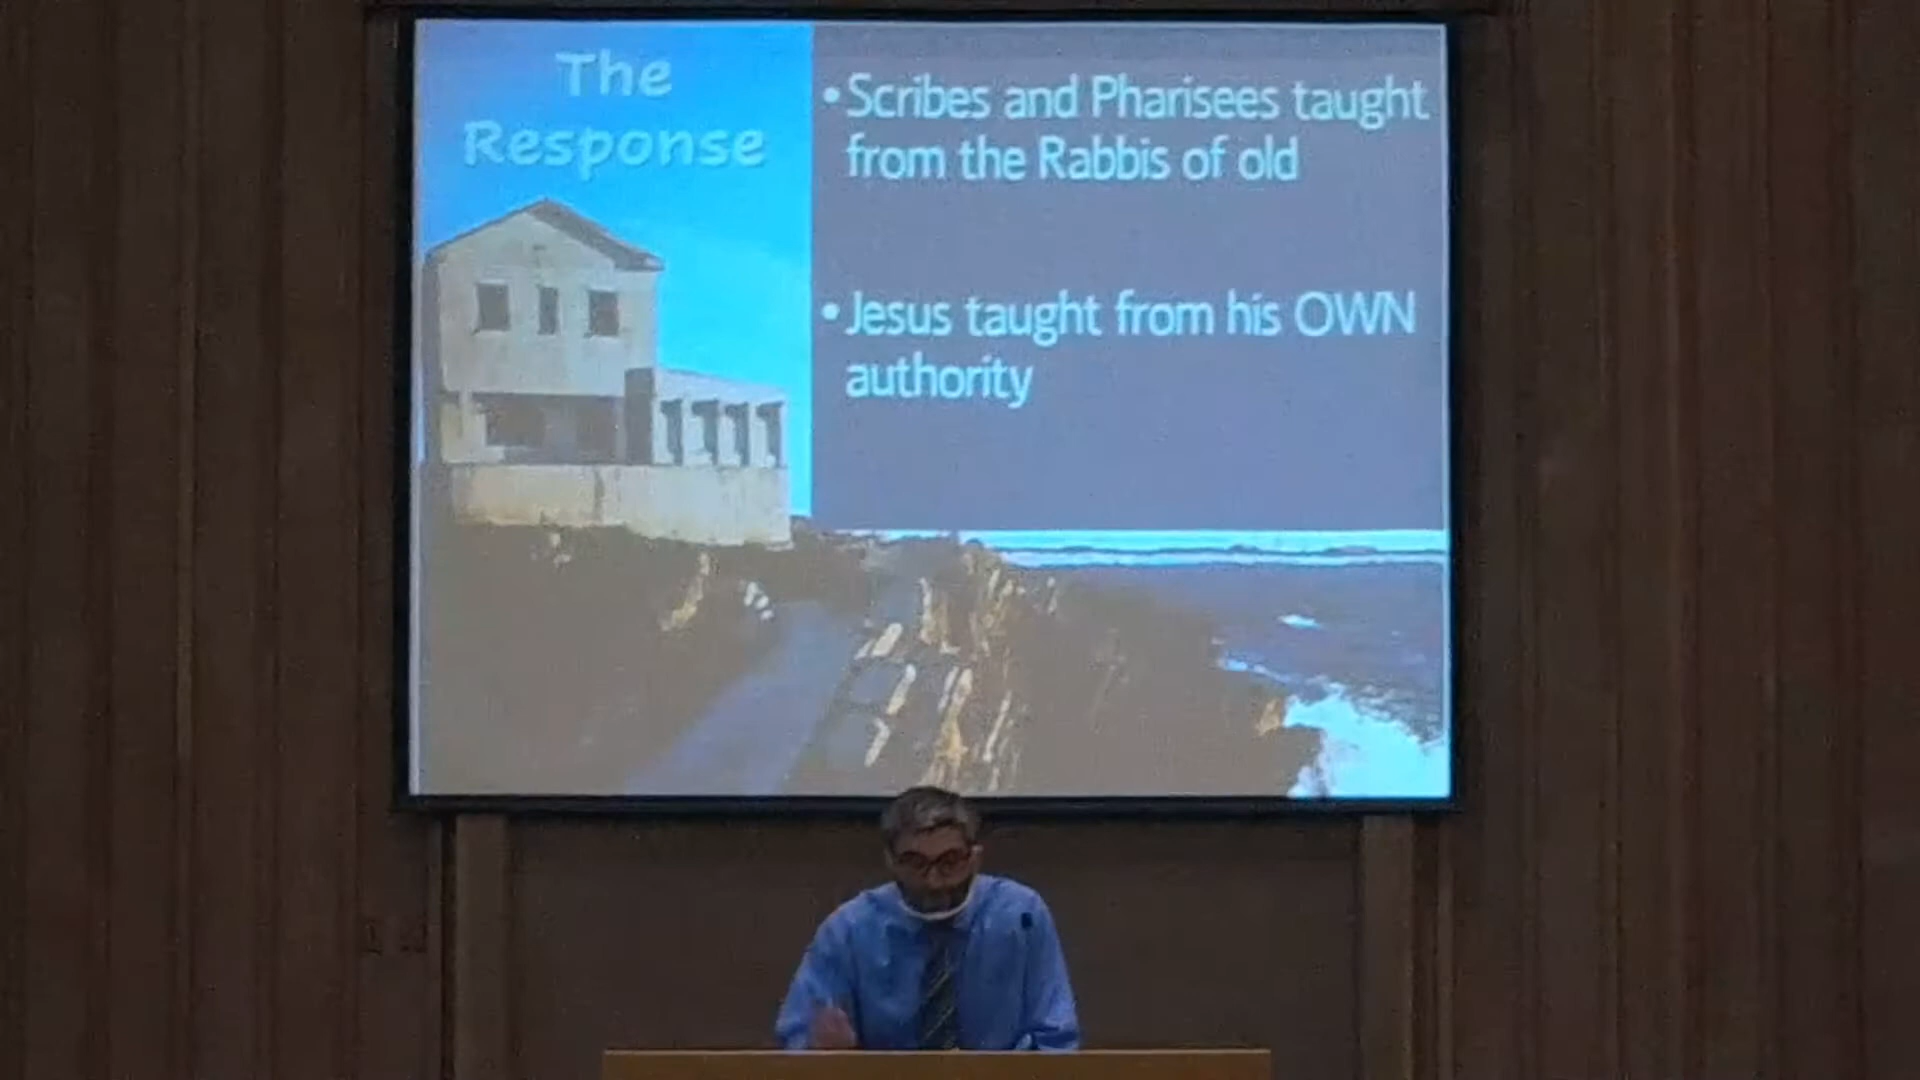 The
Response
•Scribes and Pharisees taught
from the Rabbis of old
•Jesus taught from his OWN
authority